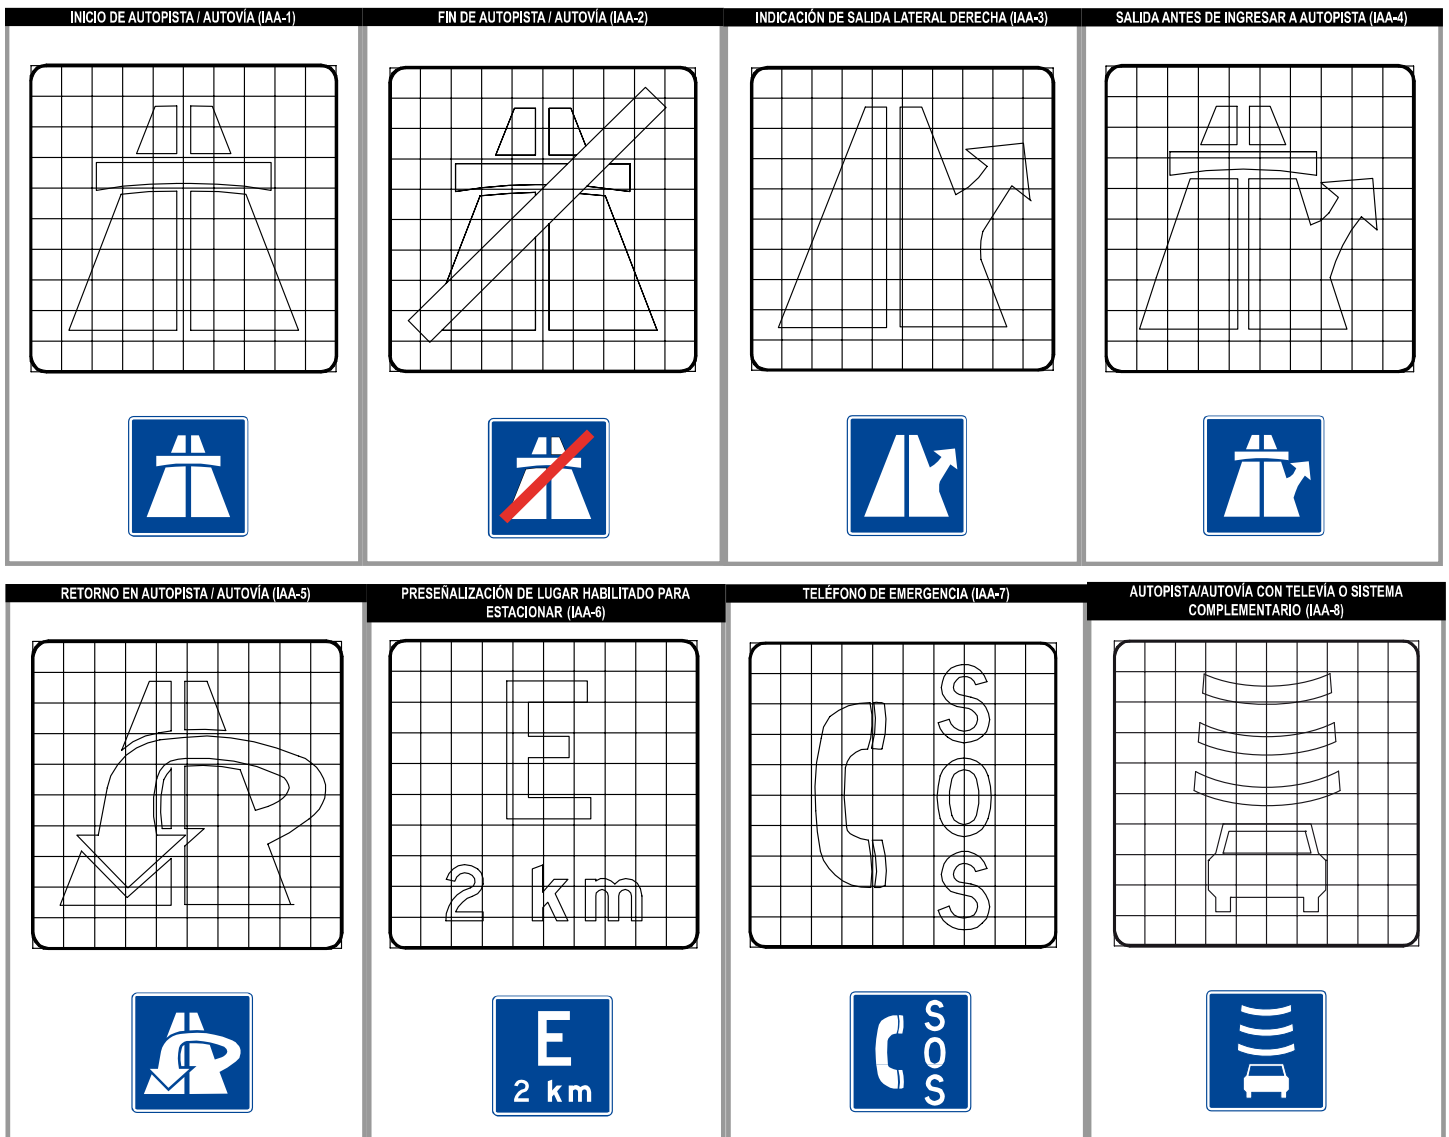 INICIO DE AUTOPISTA / AUTOVÍA (IAA-1)
FIN DE AUTOPISTA / AUTOVÍA (IAA-2)
INDICACIÓN DE SALIDA LATERAL DERECHA (IAA-3)
SALIDA ANTES DE INGRESAR A AUTOPISTA (IAA-4)
RETORNO EN AUTOPISTA / AUTOVÍA (IAA-5)
PRESEÑALIZACIÓN DE LUGAR HABILITADO PARA
ESTACIONAR (IAA-6)
E
2 km
E
2 km
TELÉFONO DE EMERGENCIA (IAA-7)
S
O
S
S
O
S
AUTOPISTA/AUTOVÍA CON TELEVÍA O SISTEMA
COMPLEMENTARIO (IAA-8)